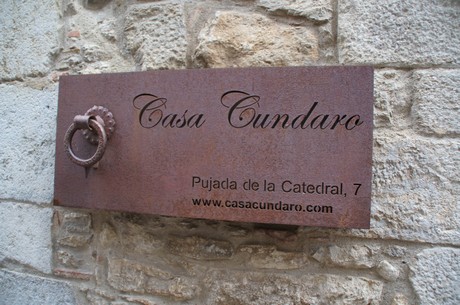 Casa Cundaro
Pujada de la Catedral, 7
www.casacundaro.com